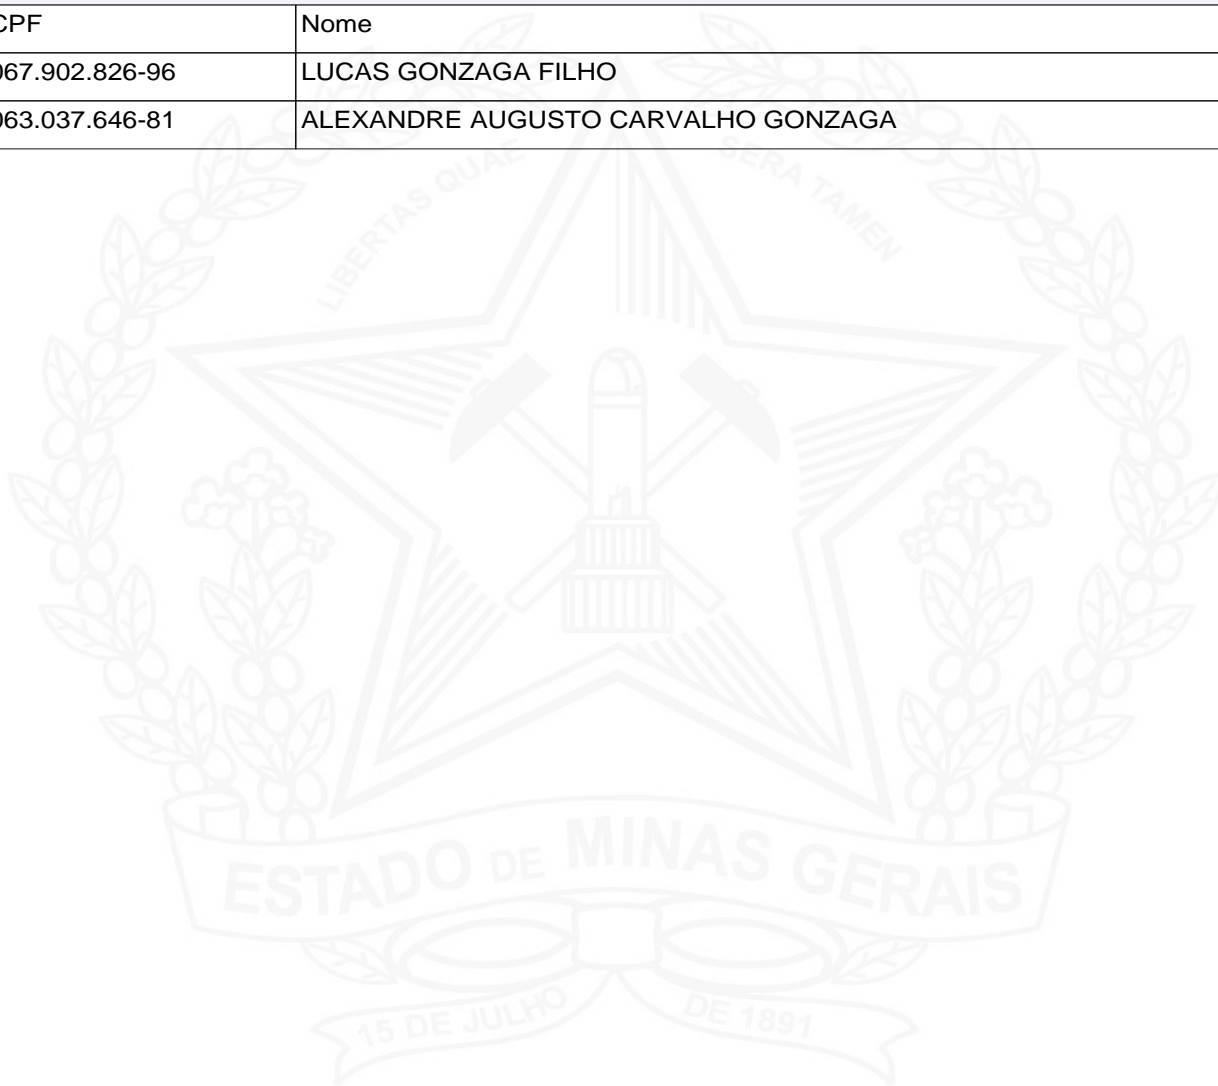 CPF Nome
067.902.826-96 LUCAS GONZAGA FILHO
063.037.646-81 ALEXANDRE AUGUSTO CARVALHO GONZAGA
LIBERTAS QUAE SERA TAMEN
ESTADO DE MINAS GERAIS
15 DE JULHO DE 1891